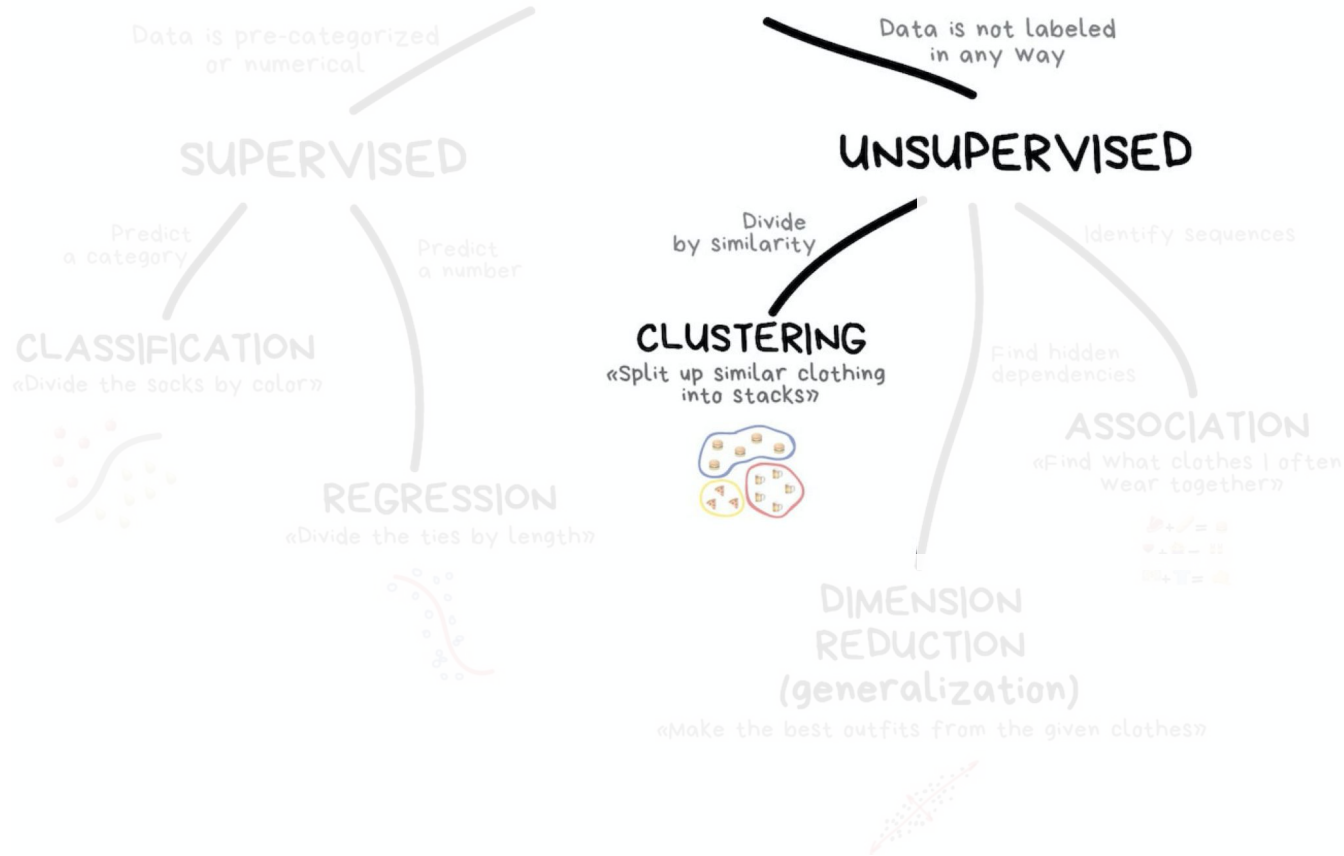 Data is pre-categorized
or numerical
Data is not labeled
in any way
SUPERVISED
UNSUPERVISED
Predict
a category
Predict
a number
Divide
by similarity
Identify sequences
CLASSIFICATION
«Divide the socks by color»
CLUSTERING
«Split up similar clothing
into stacks»
Find hidden
dependencies
ASSOCIATION
«Find what clothes I often
wear together»
REGRESSION
«Divide the ties by length»
DIMENSION
REDUCTION
(generalization)
«Make the best outfits from the given clothes»